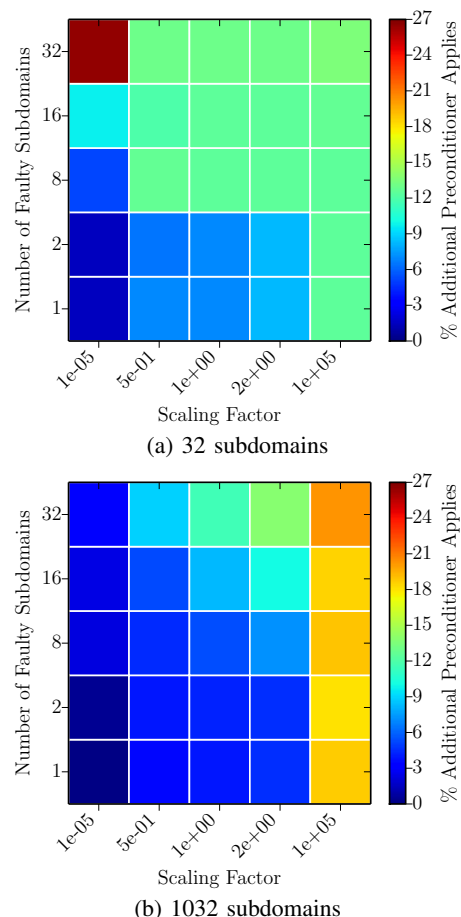 Number of Faulty Subdomains
32
16
8
2
1
1e-05
5e-01
1e+00
2e+00
1e+05
Scaling Factor
27
24
21
18
15
12
9
6
3
0
% Additional Preconditioner Applies
(a) 32 subdomains
Number of Faulty Subdomains
32
16
8
2
1
1e-05
5e-01
1e+00
2e+00
1e+05
Scaling Factor
27
24
21
18
15
12
9
6
3
0
% Additional Preconditioner Applies
(b) 1032 subdomains